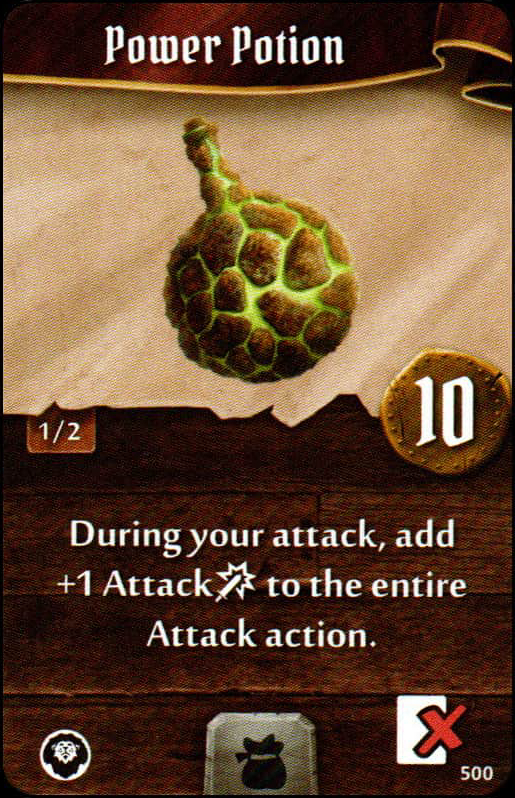 Power Potion
10
1/2
During your attack, add
+1 Attack to the entire
Attack action.
500